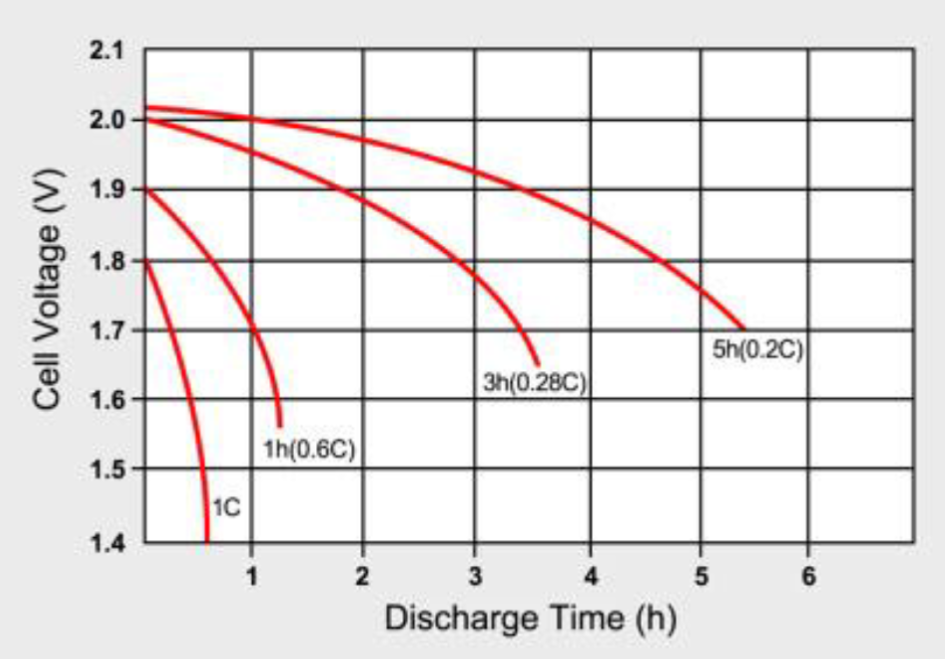 2.1
2.0
1.9
1.8
1.7
1.6
1.5
1.4
Cell Voltage (V)
5h(0.2C)
3h(0.28C)
1h(0.6C)
1C
1 2 3 4 5 6
Discharge Time (h)